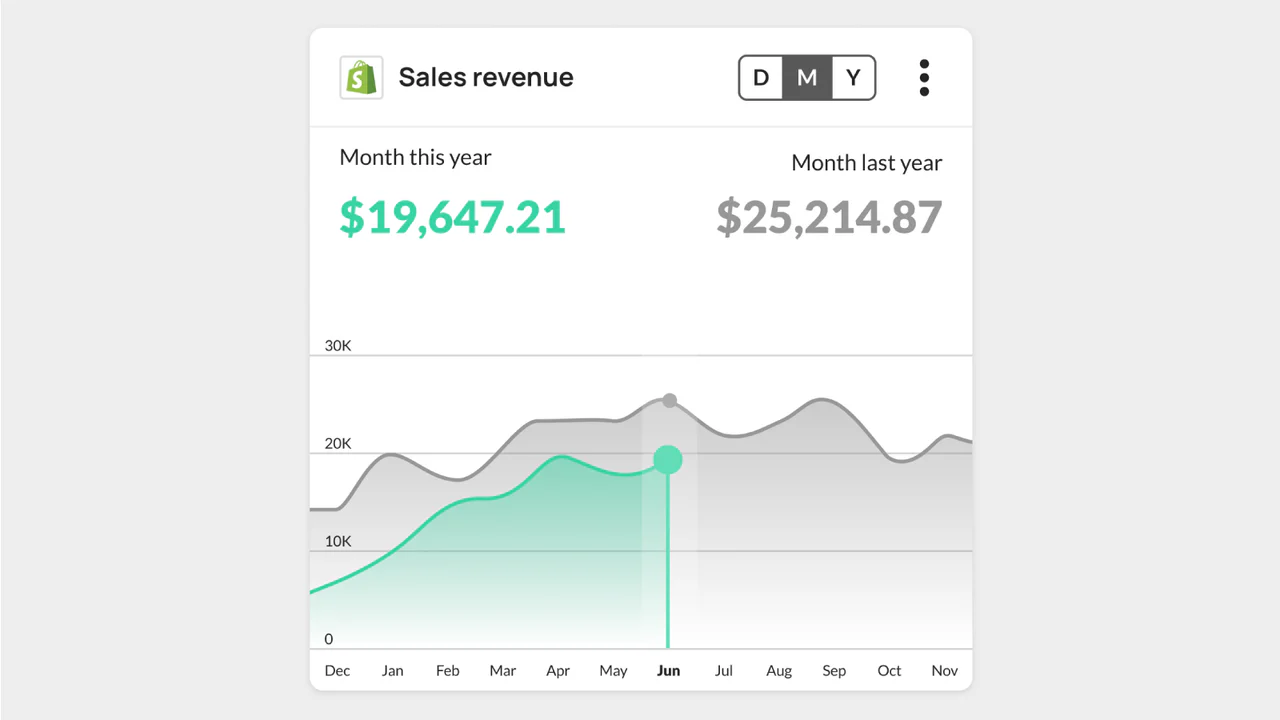 S Sales revenue D M Y
Month this year
Month last year
$19,647.21 $25,214.87
30K
20K
10K
0
Dec Jan Feb Mar Apr May Jun Jul Aug Sep Oct Nov